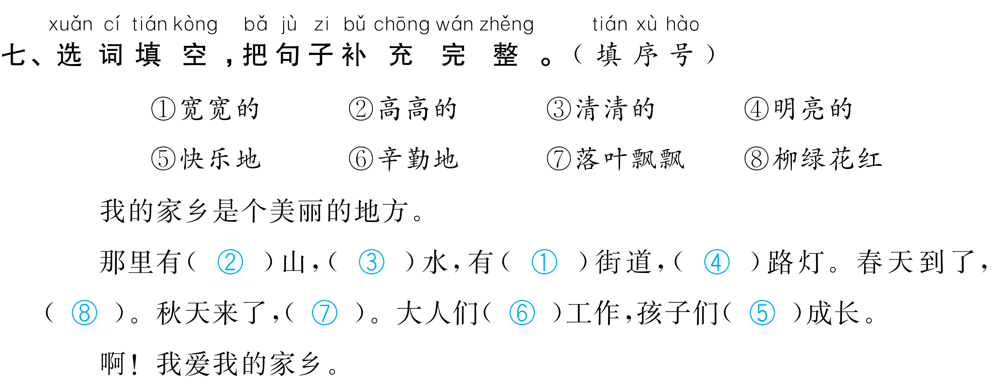 xuǎn cí tián kòng bǎ jù zi bǔ chōng wán zhěng tián xù hào
七、选词填空,把句子补充完整。(填序号)
①宽宽的 ②高高的 ③清清的 ④明亮的
⑤快乐地 ⑥辛勤地 ⑦落叶飘飘 ⑧柳绿花红
我的家乡是个美丽的地方。
那里有( ② )山,( ③ )水,有( ① )街道,( ④ )路灯。春天到了,
( ⑧ )。秋天来了,( ⑦ )。大人们( ⑥ )工作,孩子们( ⑤ )成长。
啊!我爱我的家乡。